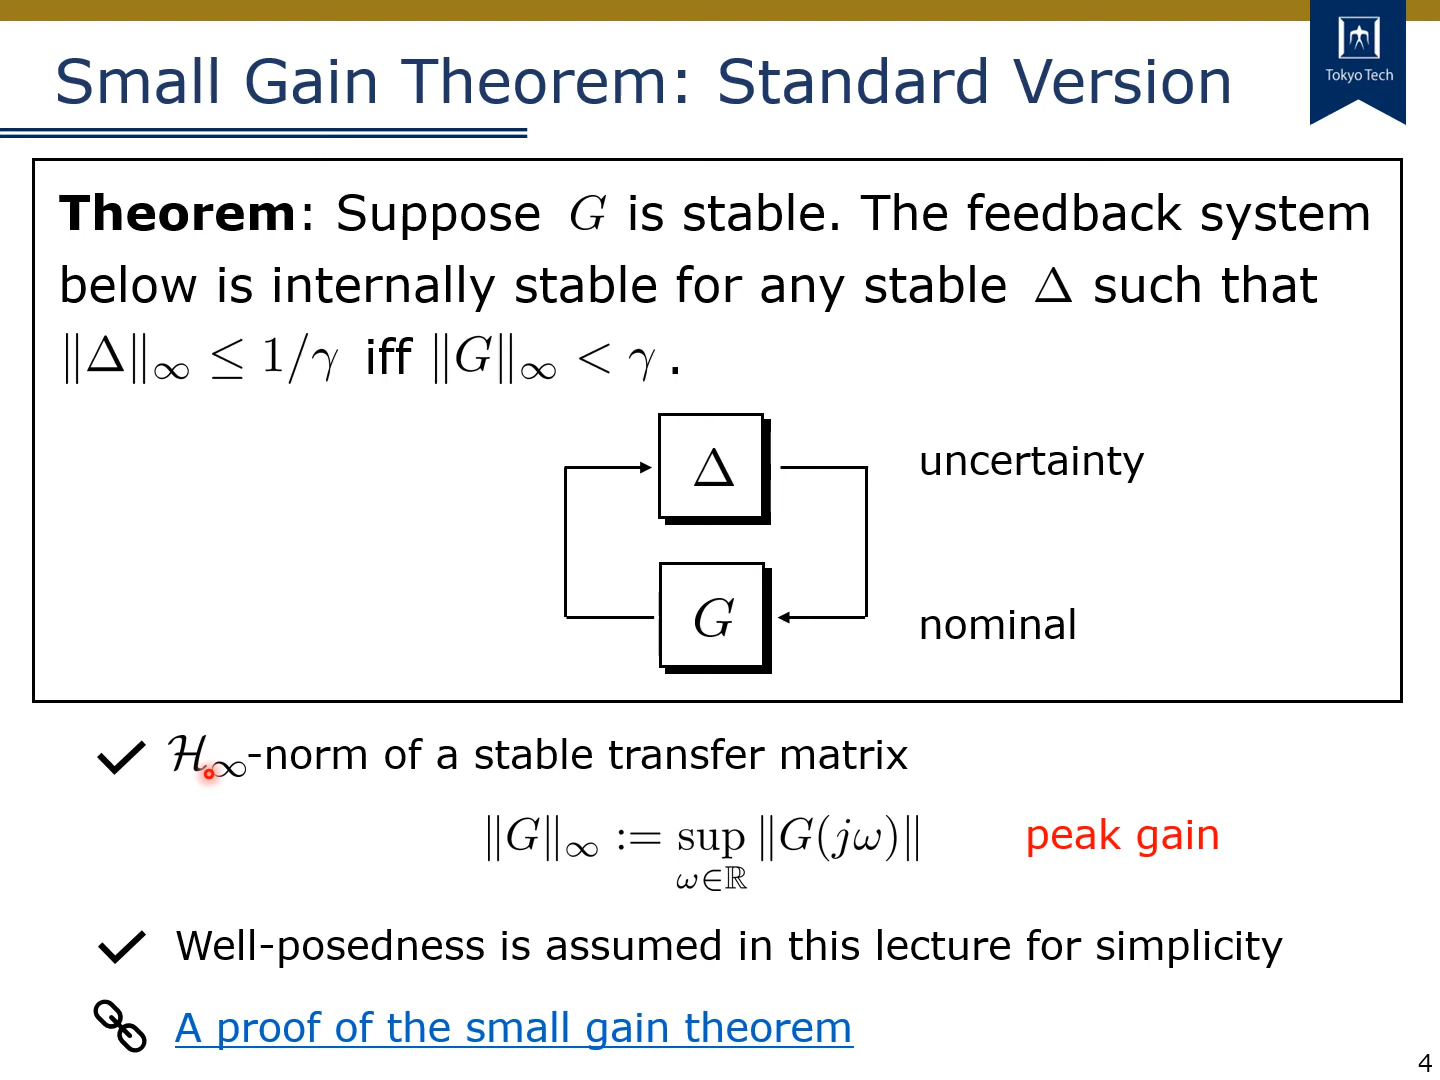 Small Gain Theorem: Standard Version
Tokyo Tech
Theorem: Suppose G is stable. The feedback system
below is internally stable for any stable Δ such that
‖Δ‖∞ ≤ 1/γ iff ‖G‖∞ < γ .
Δ
uncertainty
G
nominal
ℋ∞-norm of a stable transfer matrix
‖G‖∞ := sup ‖G(jω)‖ peak gain
ω∈ℝ
Well-posedness is assumed in this lecture for simplicity
A proof of the small gain theorem
4